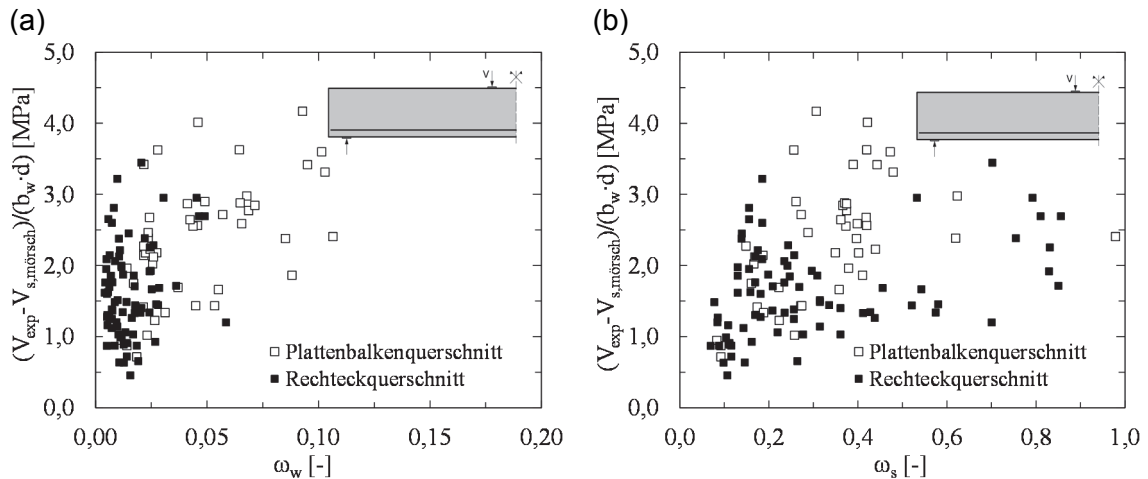 (a)
(V_exp-V_s,mörsch)/(b_w·d) [MPa]
5,0
4,0
3,0
2,0
1,0
0,0
V
□ Plattenbalkenquerschnitt
■ Rechteckquerschnitt
0,00 0,05 0,10 0,15 0,20
ω_w [-]
(b)
(V_exp-V_s,mörsch)/(b_w·d) [MPa]
5,0
4,0
3,0
2,0
1,0
0,0
V
□ Plattenbalkenquerschnitt
■ Rechteckquerschnitt
0,0 0,2 0,4 0,6 0,8 1,0
ω_s [-]